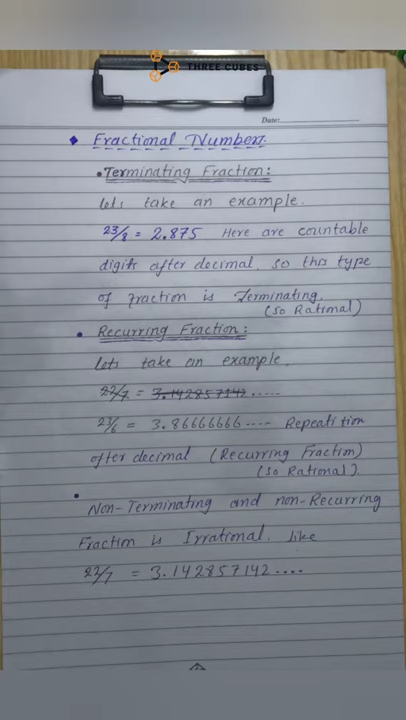 THREE CUBES
Date:
Fractional Number.
• Terminating Fraction:
lets take an example.
23/8 = 2.875 Here are countable
digits after decimal, so this type
of fraction is Terminating.
(So Rational)
• Recurring Fraction:
lets take an example.
22/7 = 3.142857142.....
23/6 = 3.86666666.... Repeatition
after decimal (Recurring Fraction)
(So Rational).
• Non-Terminating and non-Recurring
Fraction is Irrational. like
22/7 = 3.142857142....